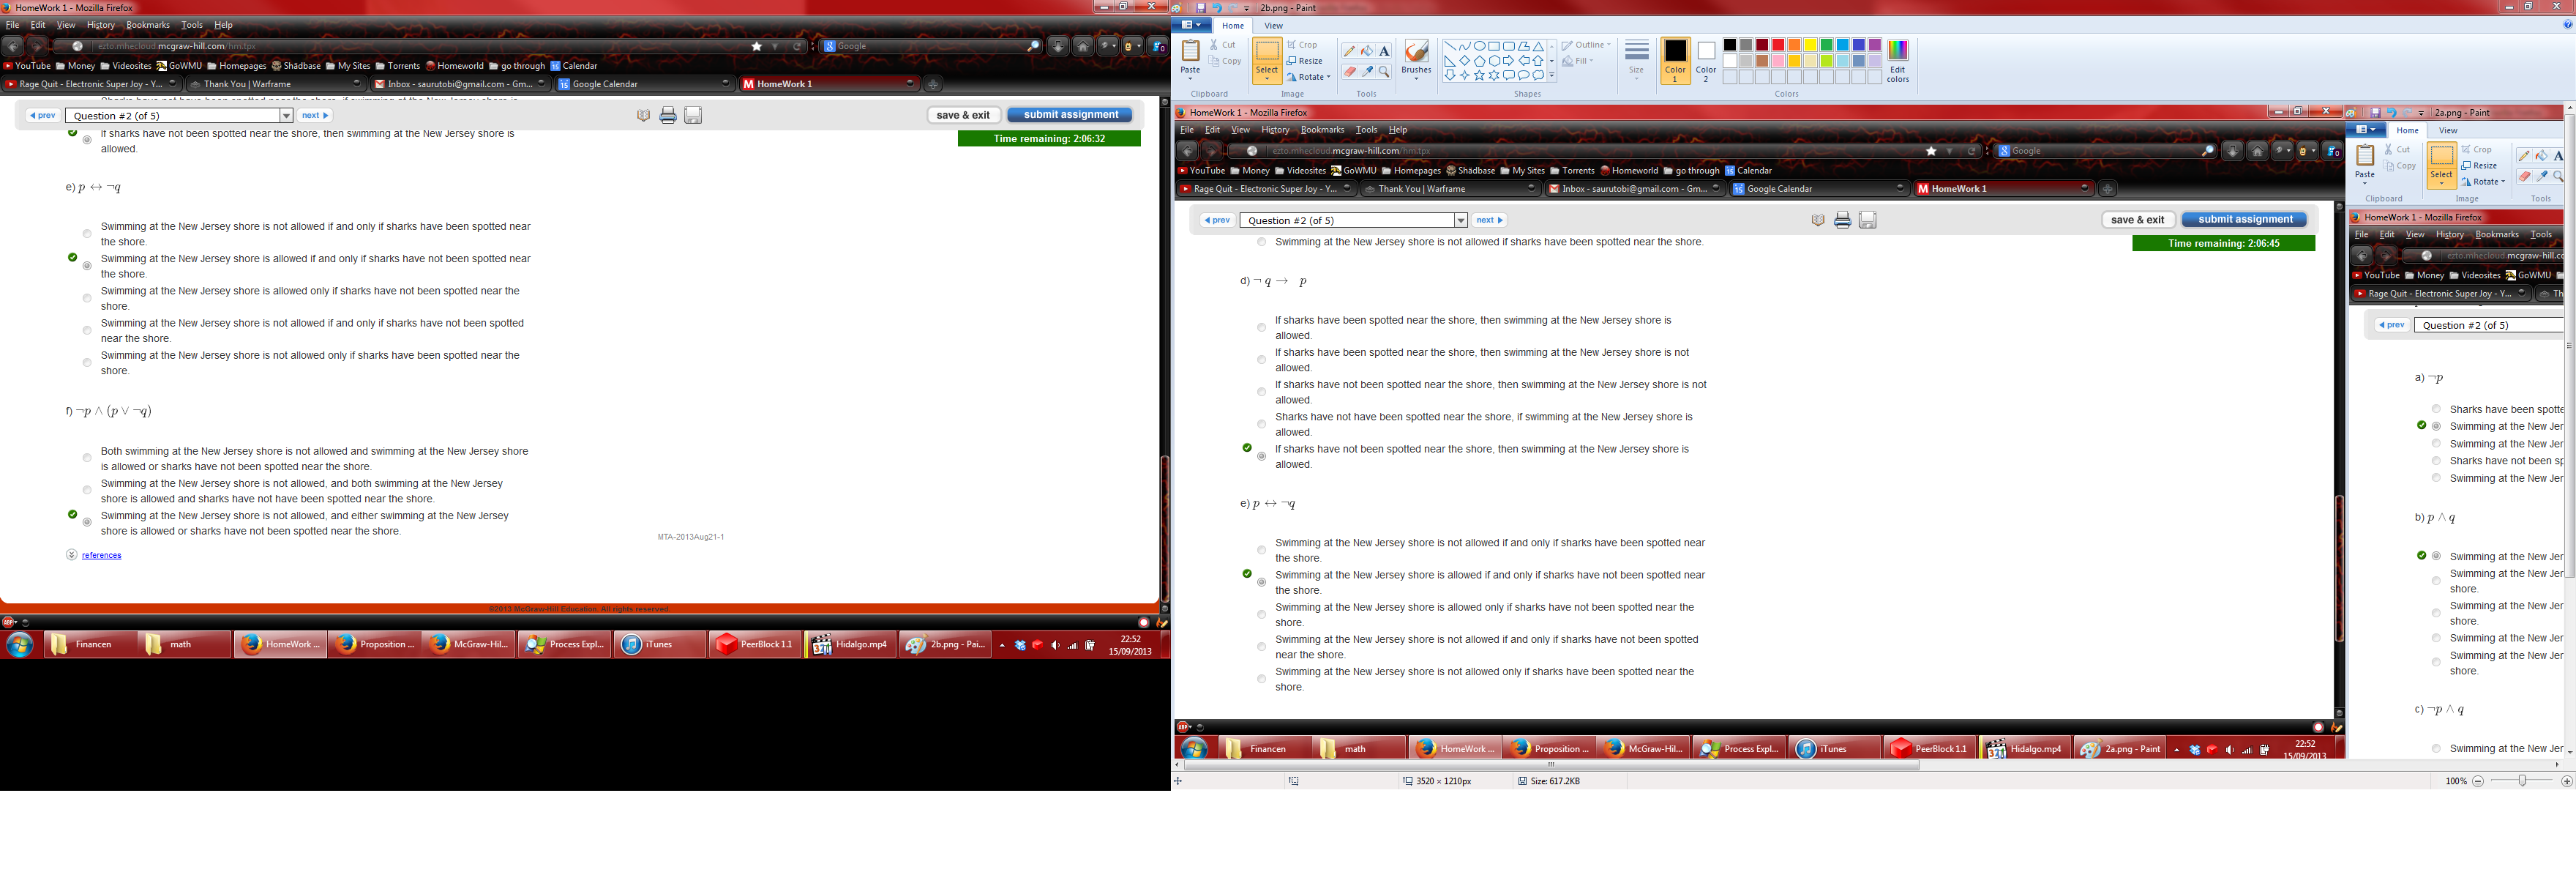 HomeWork 1 - Mozilla Firefox
File Edit View History Bookmarks Tools Help
ezto.mhecloud.mcgraw-hill.com/hm.tpx
Google
YouTube Money Videosites GoWMU Homepages Shädbase My Sites Torrents Homeworld go through Calendar
Rage Quit - Electronic Super Joy - Y... Thank You | Warframe Inbox - saurutobi@gmail.com - Gm... Google Calendar HomeWork 1
prev Question #2 (of 5) next save & exit submit assignment
Time remaining: 2:06:32
If sharks have not been spotted near the shore, then swimming at the New Jersey shore is
allowed.
e) p ↔ ¬q
Swimming at the New Jersey shore is not allowed if and only if sharks have been spotted near
the shore.
Swimming at the New Jersey shore is allowed if and only if sharks have not been spotted near
the shore.
Swimming at the New Jersey shore is allowed only if sharks have not been spotted near the
shore.
Swimming at the New Jersey shore is not allowed if and only if sharks have not been spotted
near the shore.
Swimming at the New Jersey shore is not allowed only if sharks have been spotted near the
shore.
f) ¬p ∧ (p ∨ ¬q)
Both swimming at the New Jersey shore is not allowed and swimming at the New Jersey shore
is allowed or sharks have not been spotted near the shore.
Swimming at the New Jersey shore is not allowed, and both swimming at the New Jersey
shore is allowed and sharks have not have been spotted near the shore.
Swimming at the New Jersey shore is not allowed, and either swimming at the New Jersey
shore is allowed or sharks have not been spotted near the shore.
MTA-2013Aug21-1
references
©2013 McGraw-Hill Education. All rights reserved.
ABP
Financen math HomeWork ... Proposition ... McGraw-Hil... Process Expl... iTunes PeerBlock 1.1 Hidalgo.mp4 2b.png - Pai...
22:52
15/09/2013
2b.png - Paint
Home View
Paste Cut Copy Select Crop Resize Rotate Brushes Outline Fill Size Color 1 Color 2 Edit colors
Clipboard Image Tools Shapes Colors
HomeWork 1 - Mozilla Firefox
File Edit View History Bookmarks Tools Help
ezto.mhecloud.mcgraw-hill.com/hm.tpx
Google
YouTube Money Videosites GoWMU Homepages Shädbase My Sites Torrents Homeworld go through Calendar
Rage Quit - Electronic Super Joy - Y... Thank You | Warframe Inbox - saurutobi@gmail.com - Gm... Google Calendar HomeWork 1
prev Question #2 (of 5) next save & exit submit assignment
Time remaining: 2:06:45
Swimming at the New Jersey shore is not allowed if sharks have been spotted near the shore.
d) ¬ q → p
If sharks have been spotted near the shore, then swimming at the New Jersey shore is
allowed.
If sharks have been spotted near the shore, then swimming at the New Jersey shore is not
allowed.
If sharks have not been spotted near the shore, then swimming at the New Jersey shore is not
allowed.
Sharks have not have been spotted near the shore, if swimming at the New Jersey shore is
allowed.
If sharks have not been spotted near the shore, then swimming at the New Jersey shore is
allowed.
e) p ↔ ¬q
Swimming at the New Jersey shore is not allowed if and only if sharks have been spotted near
the shore.
Swimming at the New Jersey shore is allowed if and only if sharks have not been spotted near
the shore.
Swimming at the New Jersey shore is allowed only if sharks have not been spotted near the
shore.
Swimming at the New Jersey shore is not allowed if and only if sharks have not been spotted
near the shore.
Swimming at the New Jersey shore is not allowed only if sharks have been spotted near the
shore.
ABP
Financen math HomeWork ... Proposition ... McGraw-Hil... Process Expl... iTunes PeerBlock 1.1 Hidalgo.mp4 2a.png - Paint
22:52
15/09/2013
2a.png - Paint
Home View
Paste Cut Copy Select Crop Resize Rotate
Clipboard Image Tools
HomeWork 1 - Mozilla Firefox
File Edit View History Bookmarks Tools
ezto.mhecloud.mcgraw-hill.co
YouTube Money Videosites GoWMU
Rage Quit - Electronic Super Joy - Y... Th
prev Question #2 (of 5)
a) ¬p
Sharks have been spotte
Swimming at the New Jer
Swimming at the New Jer
Sharks have not been sp
Swimming at the New Jer
b) p ∧ q
Swimming at the New Jer
Swimming at the New Jer
shore.
Swimming at the New Jer
shore.
Swimming at the New Jer
Swimming at the New Jer
shore.
c) ¬p ∧ q
Swimming at the New Jer
3520 × 1210px Size: 617.2KB 100%